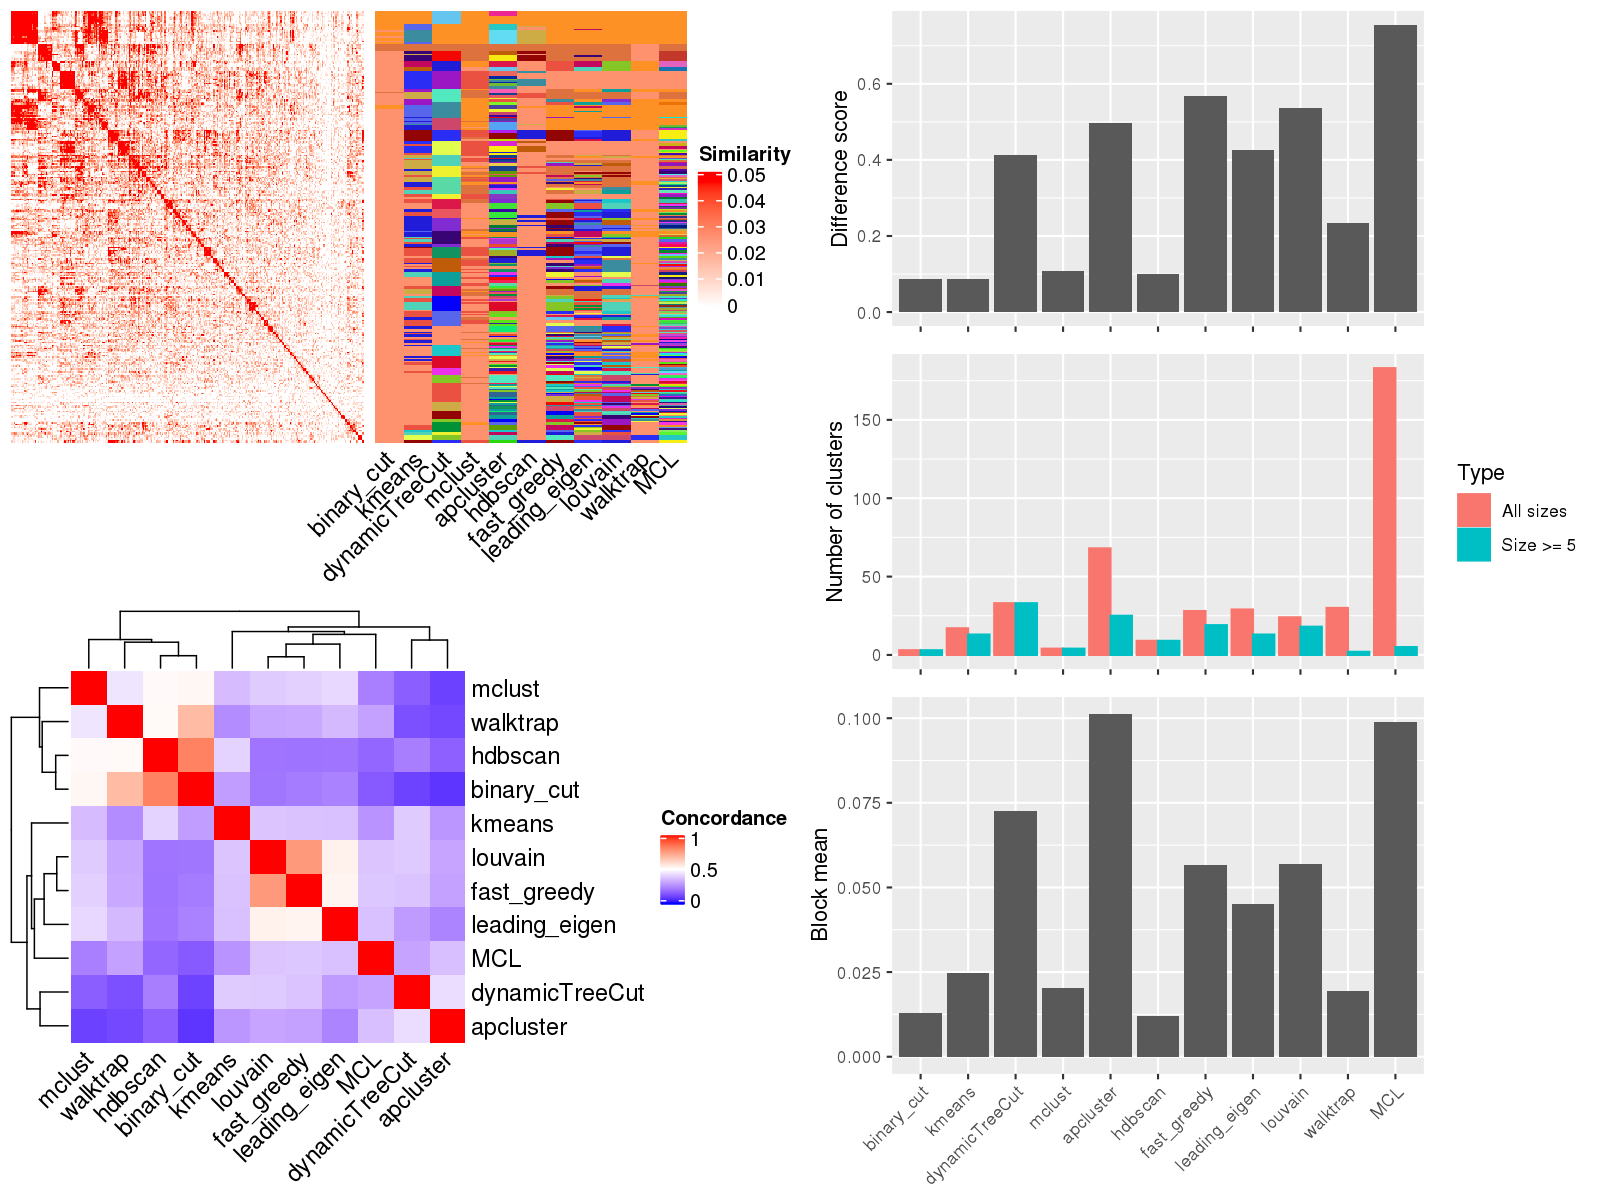 Similarity
0.05
0.04
0.03
0.02
0.01
0
binary_cut
kmeans
dynamicTreeCut
mclust
apcluster
hdbscan
fast_greedy
leading_eigen
louvain
walktrap
MCL
mclust
walktrap
hdbscan
binary_cut
kmeans
louvain
fast_greedy
leading_eigen
MCL
dynamicTreeCut
apcluster
Concordance
1
0.5
0
mclust
walktrap
hdbscan
binary_cut
kmeans
louvain
fast_greedy
leading_eigen
MCL
dynamicTreeCut
apcluster
Difference score
0.6
0.4
0.2
0.0
Number of clusters
150
100
50
0
Type
All sizes
Size >= 5
Block mean
0.100
0.075
0.050
0.025
0.000
binary_cut
kmeans
dynamicTreeCut
mclust
apcluster
hdbscan
fast_greedy
leading_eigen
louvain
walktrap
MCL